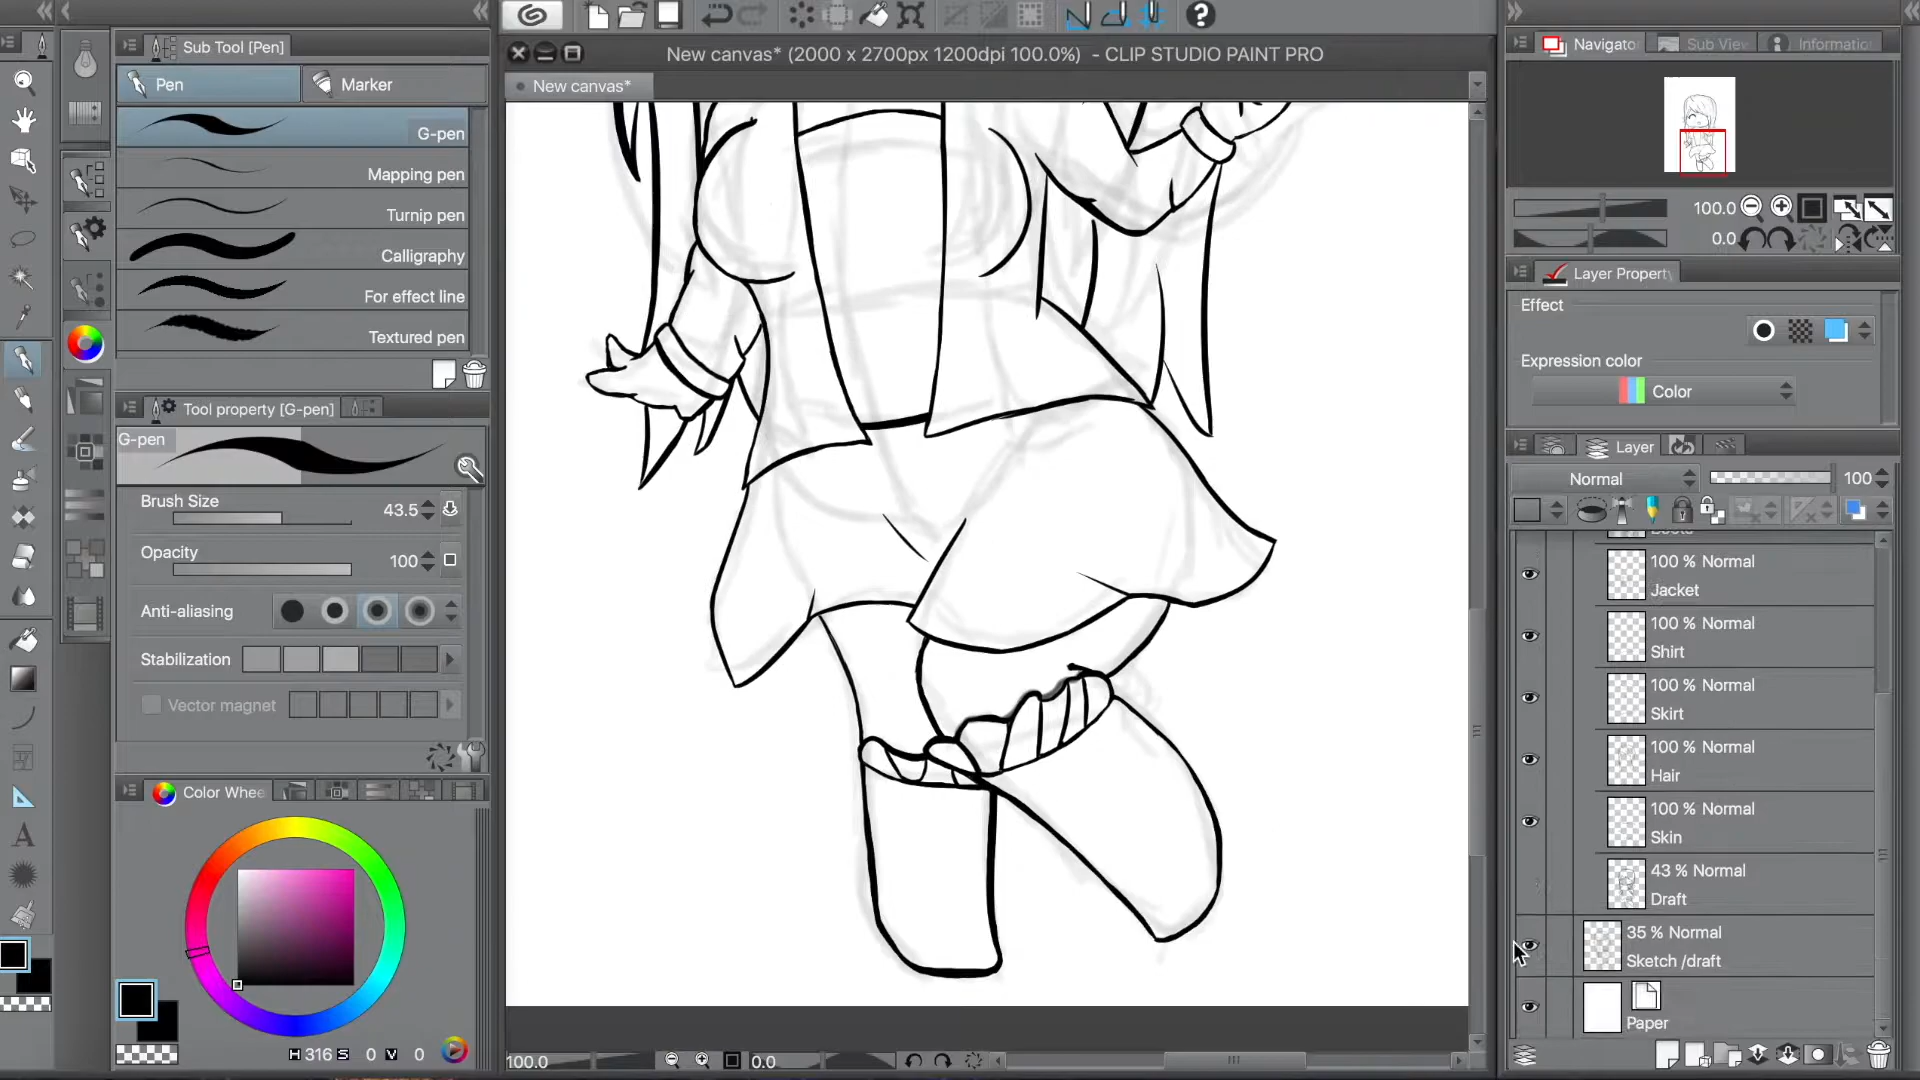 Sub Tool [Pen]
Pen
Marker
G-pen
Mapping pen
Turnip pen
Calligraphy
For effect line
Textured pen
Tool property [G-pen]
G-pen
Brush Size
43.5
Opacity
100
Anti-aliasing
Stabilization
Vector magnet
Color Whee
H 316 S 0 V 0
New canvas* (2000 x 2700px 1200dpi 100.0%) - CLIP STUDIO PAINT PRO
New canvas*
100.0
0.0
Navigator
Sub View
Informatio
100.0
0.0
Layer Property
Effect
Expression color
Color
Layer
Normal
100
100 % Normal
Jacket
100 % Normal
Shirt
100 % Normal
Skirt
100 % Normal
Hair
100 % Normal
Skin
43 % Normal
Draft
35 % Normal
Sketch /draft
Paper